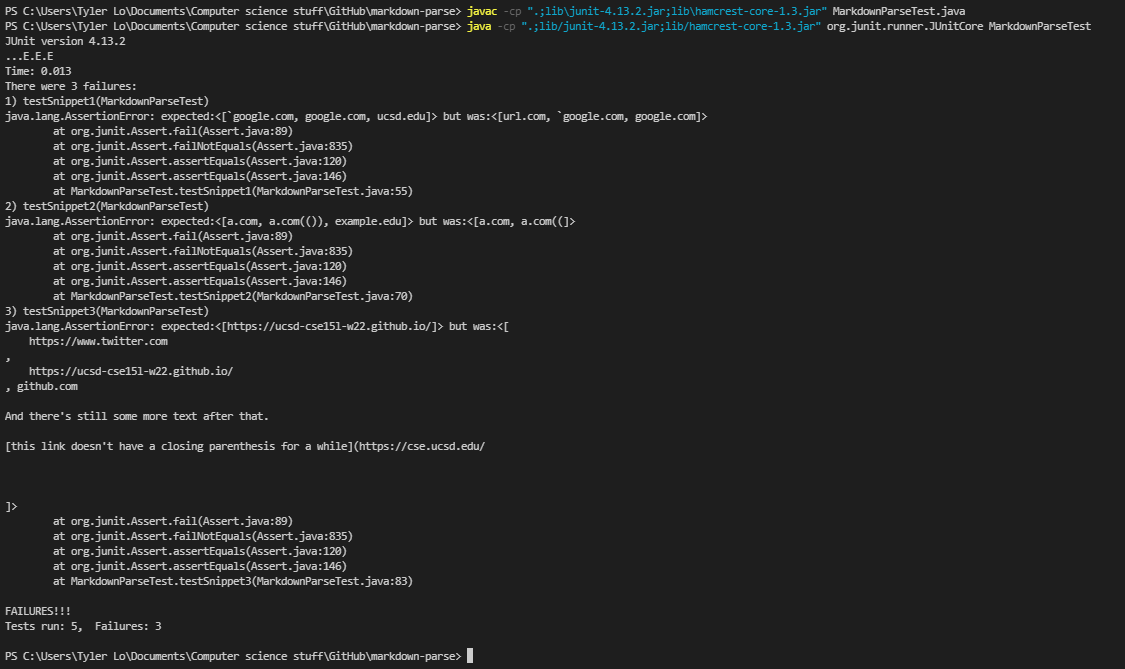 PS C:\Users\Tyler Lo\Documents\Computer science stuff\GitHub\markdown-parse> javac -cp ".;lib\junit-4.13.2.jar;lib\hamcrest-core-1.3.jar" MarkdownParseTest.java
PS C:\Users\Tyler Lo\Documents\Computer science stuff\GitHub\markdown-parse> java -cp ".;lib/junit-4.13.2.jar;lib/hamcrest-core-1.3.jar" org.junit.runner.JUnitCore MarkdownParseTest
JUnit version 4.13.2
...E.E.E
Time: 0.013
There were 3 failures:
1) testSnippet1(MarkdownParseTest)
java.lang.AssertionError: expected:<[`google.com, google.com, ucsd.edu]> but was:<[url.com, `google.com, google.com]>
        at org.junit.Assert.fail(Assert.java:89)
        at org.junit.Assert.failNotEquals(Assert.java:835)
        at org.junit.Assert.assertEquals(Assert.java:120)
        at org.junit.Assert.assertEquals(Assert.java:146)
        at MarkdownParseTest.testSnippet1(MarkdownParseTest.java:55)
2) testSnippet2(MarkdownParseTest)
java.lang.AssertionError: expected:<[a.com, a.com(()), example.edu]> but was:<[a.com, a.com((]>
        at org.junit.Assert.fail(Assert.java:89)
        at org.junit.Assert.failNotEquals(Assert.java:835)
        at org.junit.Assert.assertEquals(Assert.java:120)
        at org.junit.Assert.assertEquals(Assert.java:146)
        at MarkdownParseTest.testSnippet2(MarkdownParseTest.java:70)
3) testSnippet3(MarkdownParseTest)
java.lang.AssertionError: expected:<[https://ucsd-cse15l-w22.github.io/]> but was:<[
    https://www.twitter.com
,
    https://ucsd-cse15l-w22.github.io/
, github.com

And there's still some more text after that.

[this link doesn't have a closing parenthesis for a while](https://cse.ucsd.edu/



]>
        at org.junit.Assert.fail(Assert.java:89)
        at org.junit.Assert.failNotEquals(Assert.java:835)
        at org.junit.Assert.assertEquals(Assert.java:120)
        at org.junit.Assert.assertEquals(Assert.java:146)
        at MarkdownParseTest.testSnippet3(MarkdownParseTest.java:83)

FAILURES!!!
Tests run: 5,  Failures: 3

PS C:\Users\Tyler Lo\Documents\Computer science stuff\GitHub\markdown-parse>